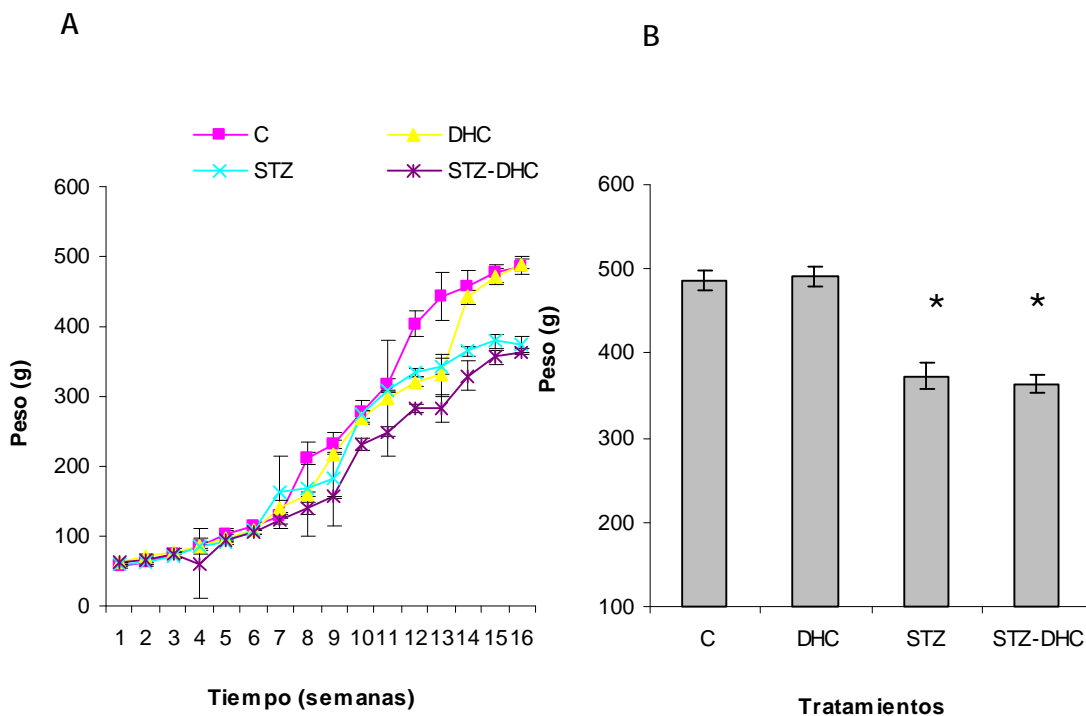 A
B
C
DHC
STZ
STZ-DHC
600
500
400
300
200
100
0
Peso (g)
1 2 3 4 5 6 7 8 9 10 11 12 13 14 15 16
Tiempo (semanas)
600
500
400
300
200
100
Peso (g)
* *
C DHC STZ STZ-DHC
Tratamientos